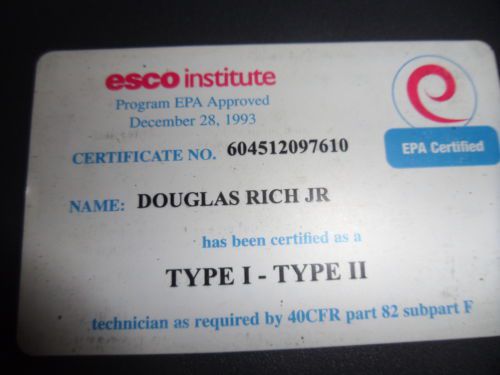 esco institute
Program EPA Approved
December 28, 1993
EPA Certified
CERTIFICATE NO. 604512097610
NAME: DOUGLAS RICH JR
has been certified as a
TYPE I - TYPE II
technician as required by 40CFR part 82 subpart F